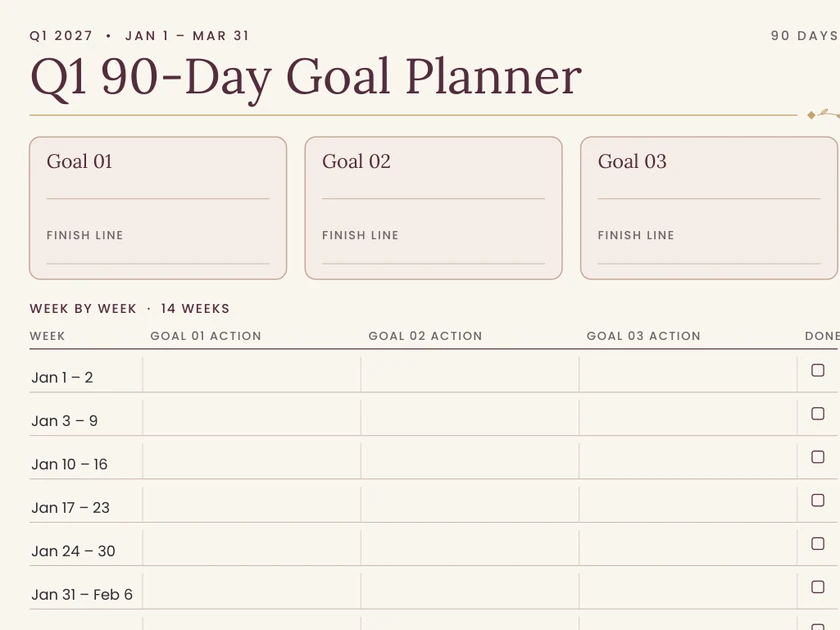 Q1 2027 • JAN 1 – MAR 31
90 DAYS
Q1 90-Day Goal Planner
Goal 01
FINISH LINE
Goal 02
FINISH LINE
Goal 03
FINISH LINE
WEEK BY WEEK · 14 WEEKS
WEEK GOAL 01 ACTION GOAL 02 ACTION GOAL 03 ACTION DONE
Jan 1 – 2
Jan 3 – 9
Jan 10 – 16
Jan 17 – 23
Jan 24 – 30
Jan 31 – Feb 6